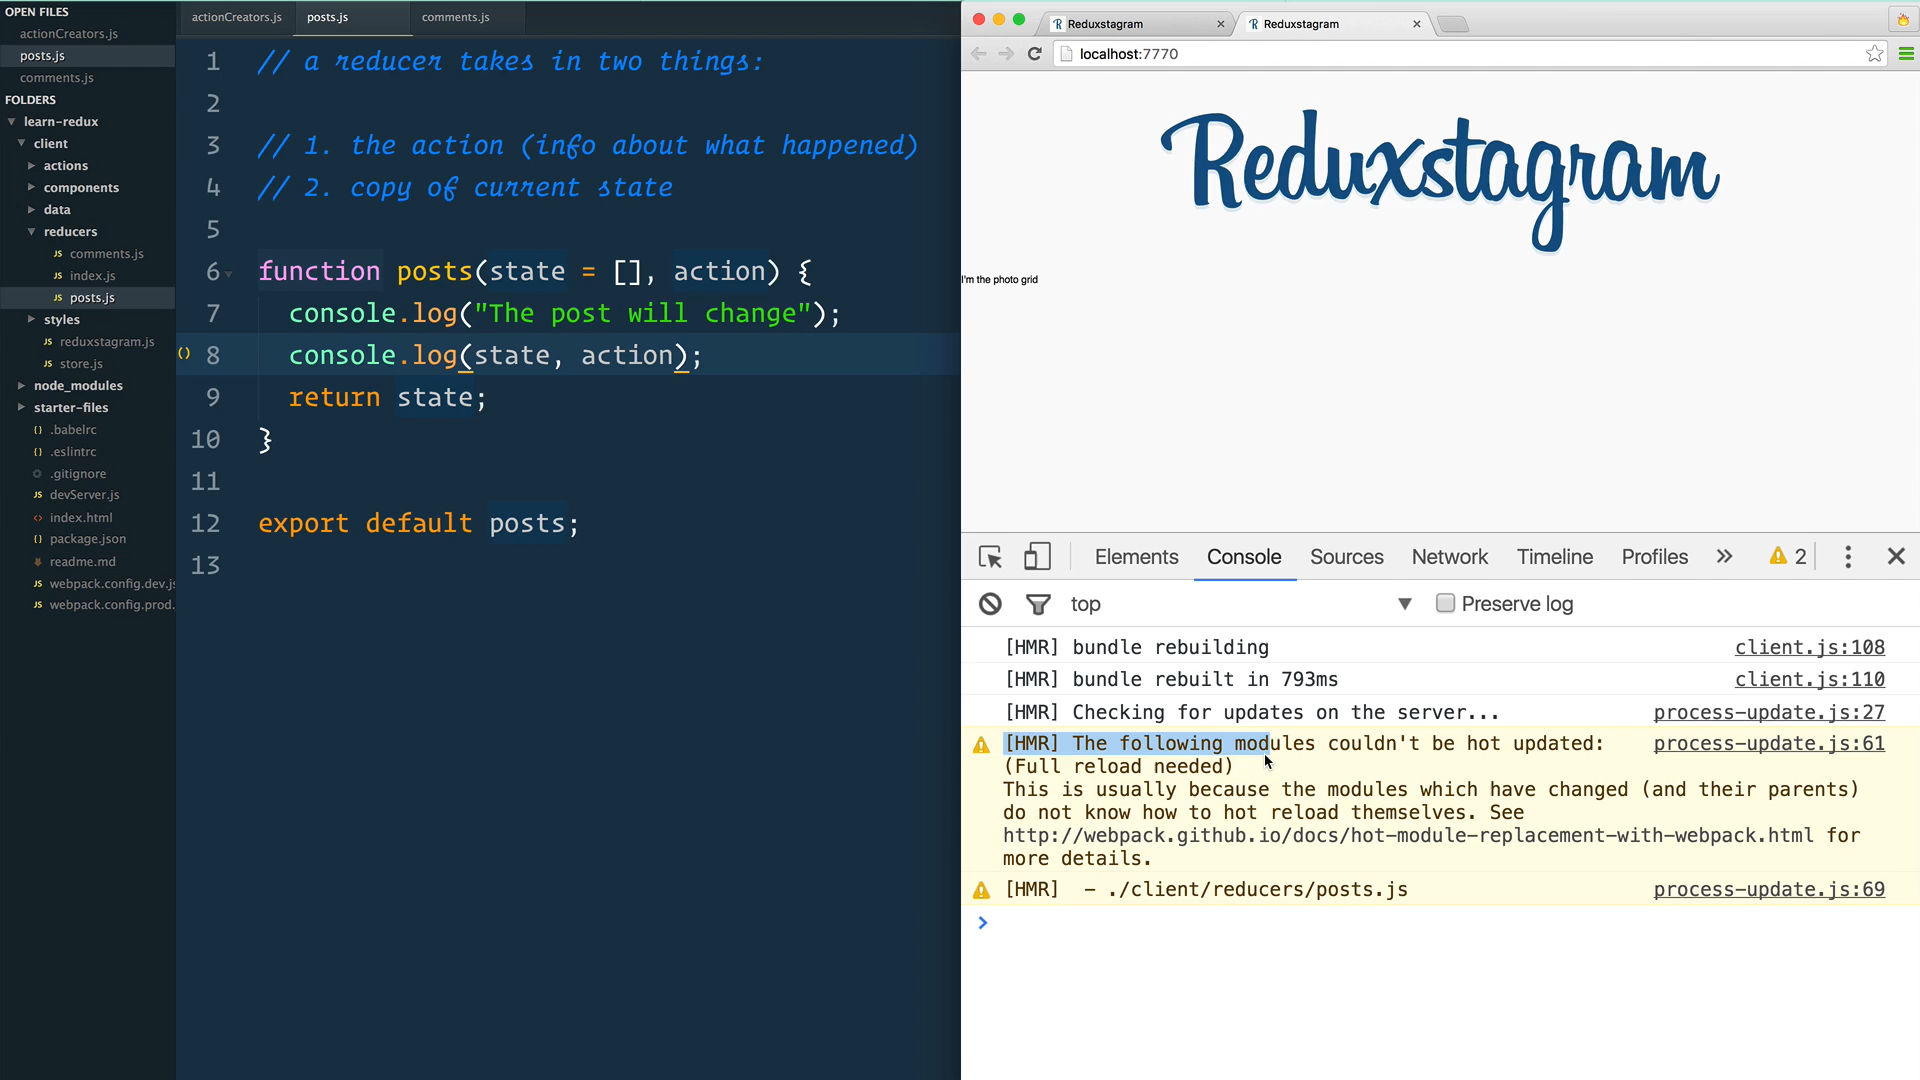 OPEN FILES
actionCreators.js
posts.js
comments.js
FOLDERS
learn-redux
client
actions
components
data
reducers
JS comments.js
JS index.js
JS posts.js
styles
JS reduxstagram.js
JS store.js
node_modules
starter-files
() .babelrc
() .eslintrc
.gitignore
JS devServer.js
<> index.html
() package.json
readme.md
JS webpack.config.dev.js
JS webpack.config.prod.
actionCreators.js posts.js comments.js
1 // a reducer takes in two things:
2
3 // 1. the action (info about what happened)
4 // 2. copy of current state
5
6 function posts(state = [], action) {
7 console.log("The post will change");
() 8 console.log(state, action);
9 return state;
10 }
11
12 export default posts;
13
R Reduxstagram × R Reduxstagram ×
localhost:7770
Reduxstagram
I'm the photo grid
Elements Console Sources Network Timeline Profiles » 2
top Preserve log
[HMR] bundle rebuilding client.js:108
[HMR] bundle rebuilt in 793ms client.js:110
[HMR] Checking for updates on the server... process-update.js:27
[HMR] The following modules couldn't be hot updated: process-update.js:61
(Full reload needed)
This is usually because the modules which have changed (and their parents)
do not know how to hot reload themselves. See
http://webpack.github.io/docs/hot-module-replacement-with-webpack.html for
more details.
[HMR] - ./client/reducers/posts.js process-update.js:69
>